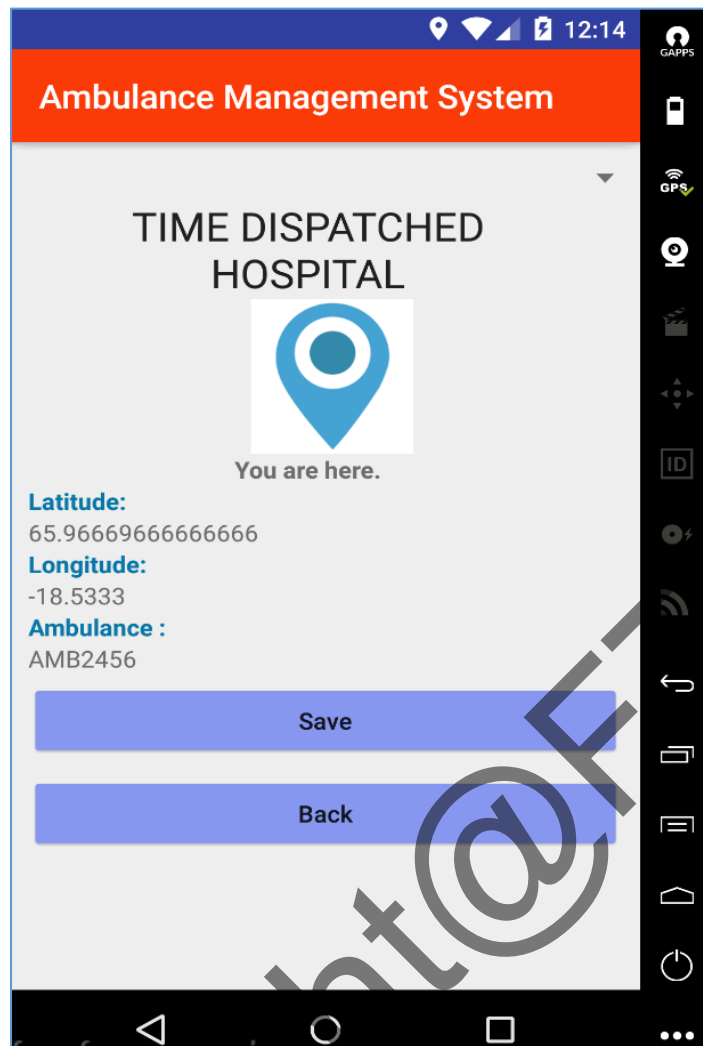 12:14
GAPPS
Ambulance Management System
GPS
TIME DISPATCHED
HOSPITAL
You are here.
Latitude:
65.96669666666666
Longitude:
-18.5333
Ambulance :
AMB2456
ID
Save
Back
ht@F